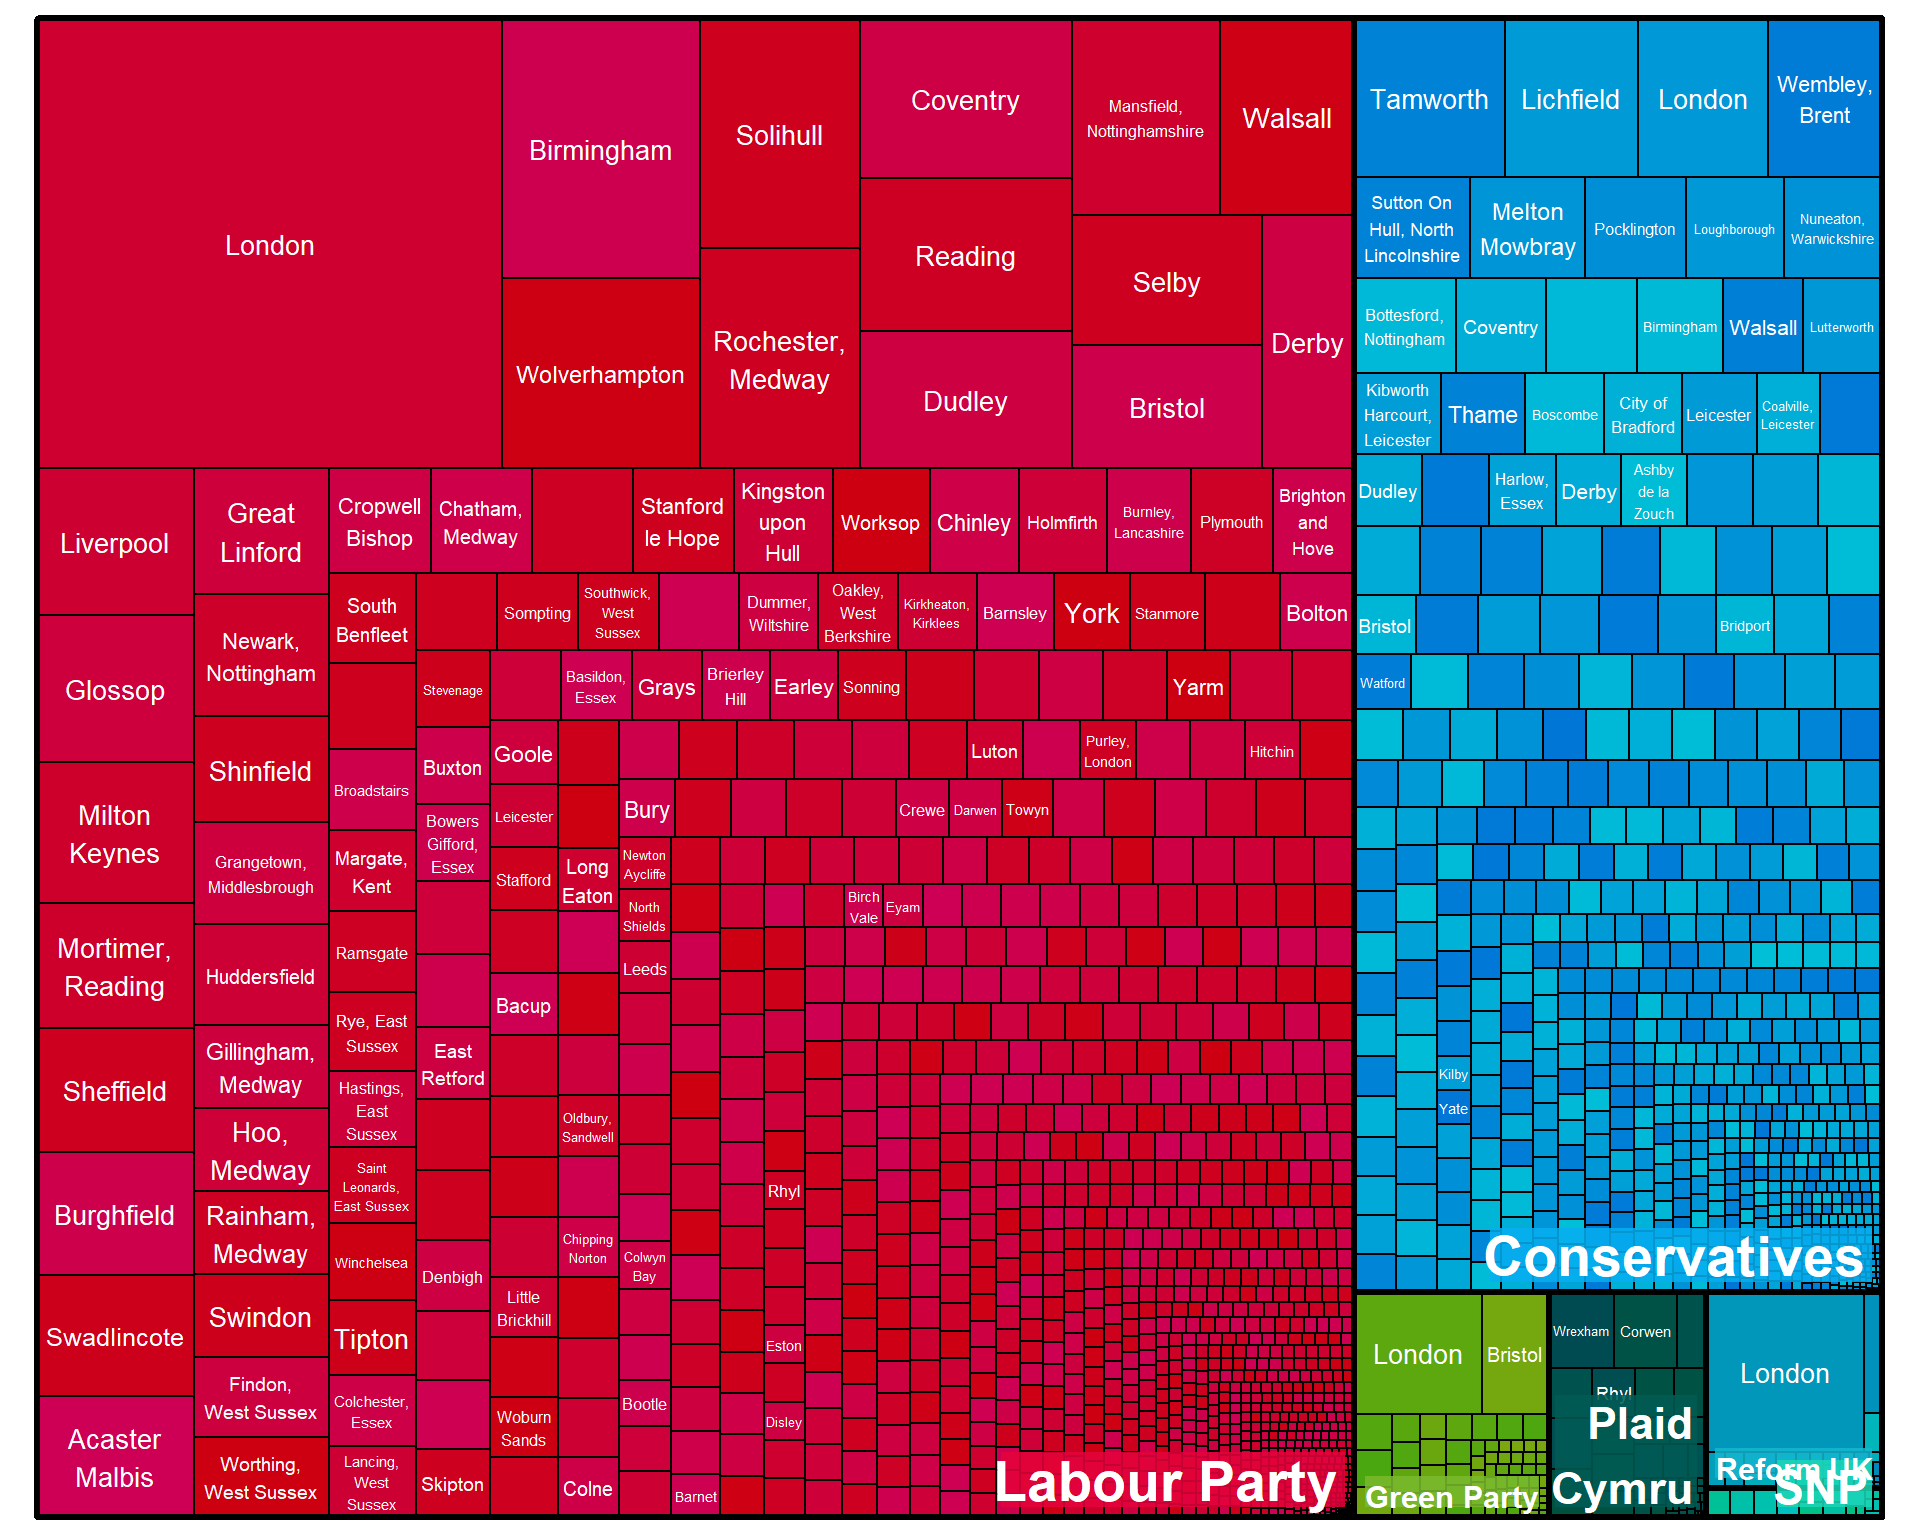 London
Birmingham
Wolverhampton
Solihull
Rochester,
Medway
Coventry
Reading
Dudley
Mansfield,
Nottinghamshire
Walsall
Selby
Bristol
Derby
Liverpool
Glossop
Milton
Keynes
Mortimer,
Reading
Sheffield
Burghfield
Swadlincote
Acaster
Malbis
Great
Linford
Newark,
Nottingham
Shinfield
Grangetown,
Middlesbrough
Huddersfield
Gillingham,
Medway
Hoo,
Medway
Rainham,
Medway
Swindon
Findon,
West Sussex
Worthing,
West Sussex
Cropwell
Bishop
Chatham,
Medway
Stanford
le Hope
Kingston
upon
Hull
Worksop
Chinley
Holmfirth
Burnley,
Lancashire
Plymouth
Brighton
and
Hove
South
Benfleet
Broadstairs
Margate,
Kent
Ramsgate
Rye, East
Sussex
Hastings,
East
Sussex
Saint
Leonards,
East Sussex
Winchelsea
Tipton
Colchester,
Essex
Lancing,
West
Sussex
Sompting
Southwick,
West
Sussex
Dummer,
Wiltshire
Oakley,
West
Berkshire
Kirkheaton,
Kirklees
Barnsley
York
Stanmore
Bolton
Stevenage
Buxton
Bowers
Gifford,
Essex
East
Retford
Denbigh
Skipton
Basildon,
Essex
Grays
Brierley
Hill
Earley
Sonning
Yarm
Goole
Leicester
Stafford
Bacup
Little
Brickhill
Woburn
Sands
Long
Eaton
Oldbury,
Sandwell
Chipping
Norton
Colne
Luton
Purley,
London
Hitchin
Bury
Crewe
Darwen
Towyn
Newton
Aycliffe
North
Shields
Leeds
Colwyn
Bay
Bootle
Barnet
Birch
Vale
Eyam
Rhyl
Eston
Disley
Labour Party
Tamworth
Lichfield
London
Wembley,
Brent
Sutton On
Hull, North
Lincolnshire
Melton
Mowbray
Pocklington
Loughborough
Nuneaton,
Warwickshire
Bottesford,
Nottingham
Coventry
Birmingham
Walsall
Lutterworth
Kibworth
Harcourt,
Leicester
Thame
Boscombe
City of
Bradford
Leicester
Coalville,
Leicester
Dudley
Harlow,
Essex
Derby
Ashby
de la
Zouch
Bristol
Bridport
Watford
Kilby
Yate
Conservatives
London
Bristol
Green Party
Wrexham
Corwen
Rhyl
Plaid
Cymru
London
Reform UK
SNP